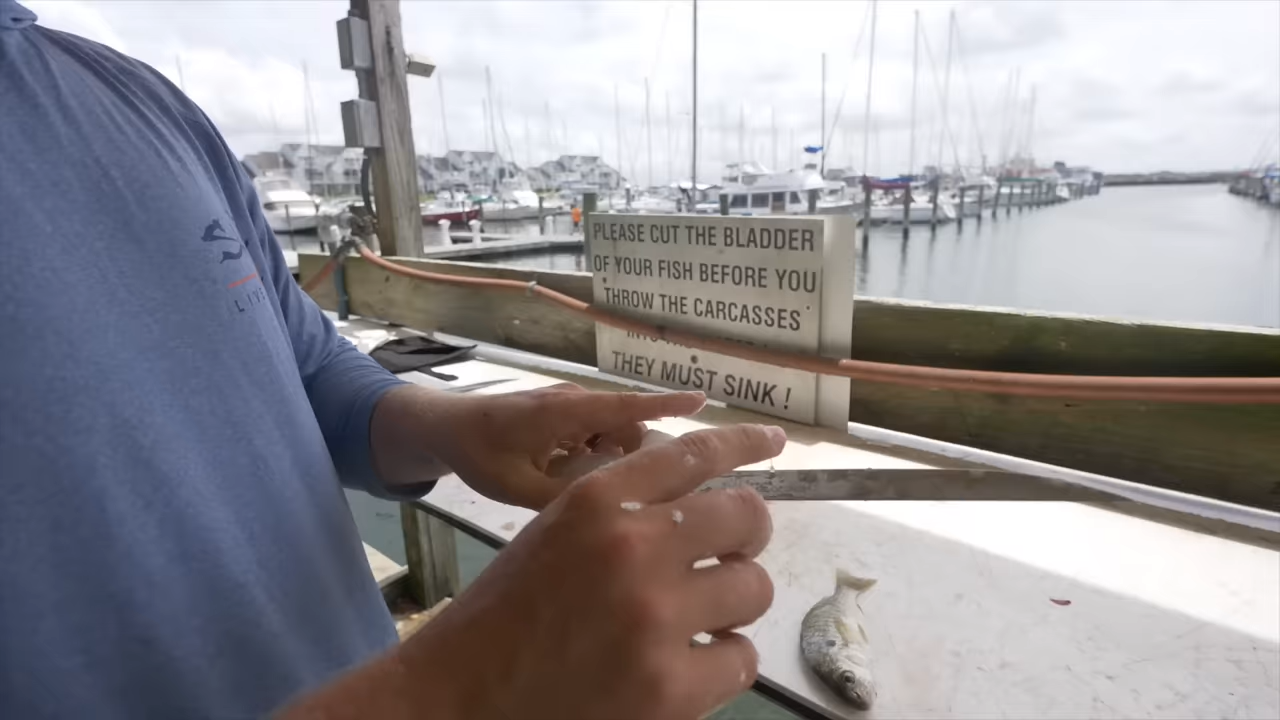 PLEASE CUT THE BLADDER
OF YOUR FISH BEFORE YOU
THROW THE CARCASSES
THEY MUST SINK !